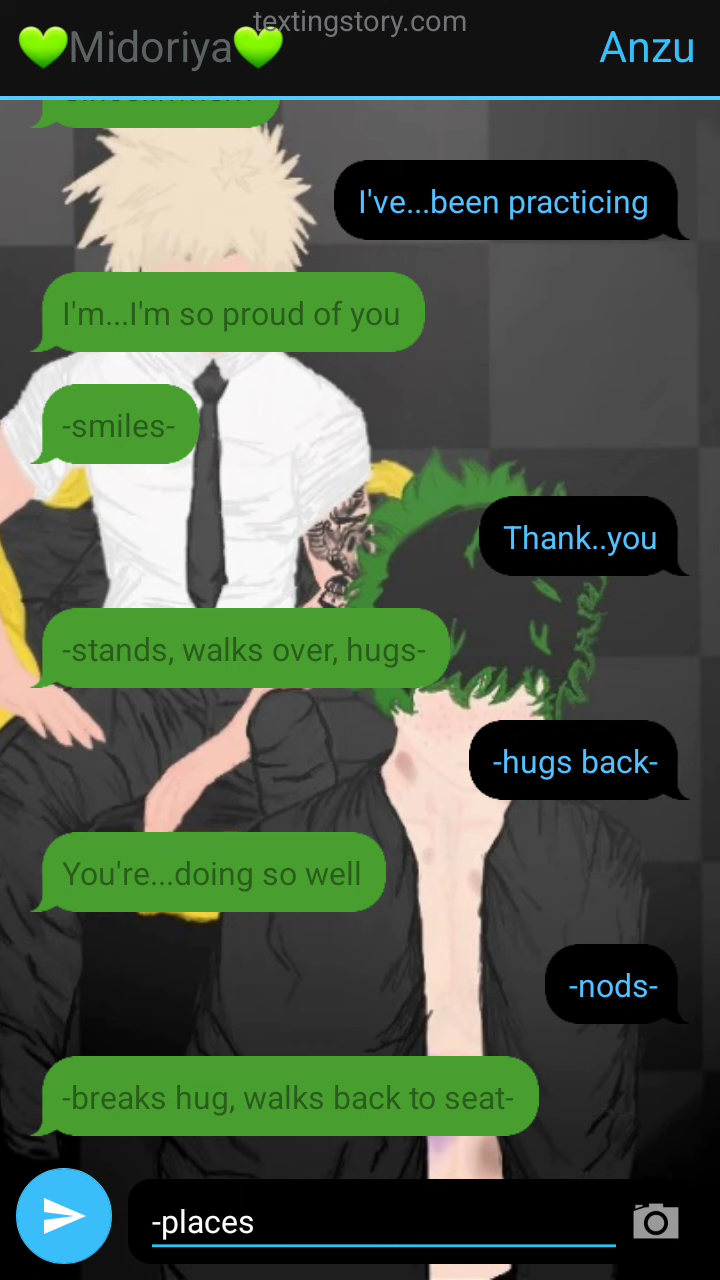 textingstory.com
💚Midoriya💚
Anzu
I've...been practicing
I'm...I'm so proud of you
-smiles-
Thank..you
-stands, walks over, hugs-
-hugs back-
You're...doing so well
-nods-
-breaks hug, walks back to seat-
-places